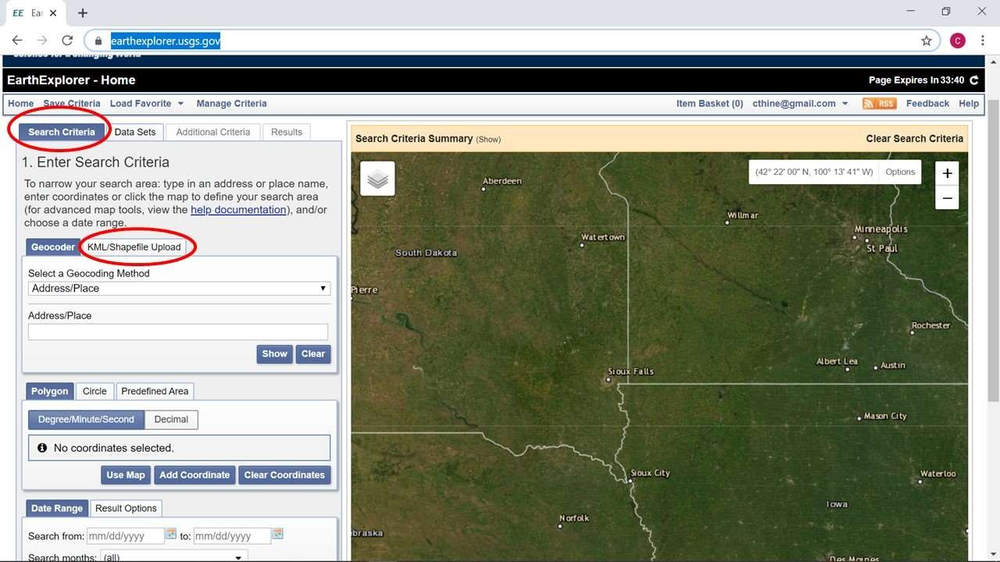 EE Ea
earthexplorer.usgs.gov
C
science for a changing world
EarthExplorer - Home
Page Expires In 33:40
Home Save Criteria Load Favorite Manage Criteria
Item Basket (0) cthine@gmail.com RSS Feedback Help
Search Criteria Data Sets Additional Criteria Results
1. Enter Search Criteria
To narrow your search area: type in an address or place name,
enter coordinates or click the map to define your search area
(for advanced map tools, view the help documentation), and/or
choose a date range.
Geocoder KML/Shapefile Upload
Select a Geocoding Method
Address/Place
Address/Place
Show Clear
Polygon Circle Predefined Area
Degree/Minute/Second Decimal
No coordinates selected.
Use Map Add Coordinate Clear Coordinates
Date Range Result Options
Search from: mm/dd/yyyy to: mm/dd/yyyy
Search months: (all)
Search Criteria Summary (Show)
Clear Search Criteria
(42° 22' 00" N, 100° 13' 41" W) Options
+
−
Aberdeen
Willmar
Minneapolis
Watertown
St Paul
South Dakota
Pierre
Rochester
Albert Lea
Austin
Sioux Falls
Mason City
Sioux City
Waterloo
Iowa
Norfolk
braska
Des Moines